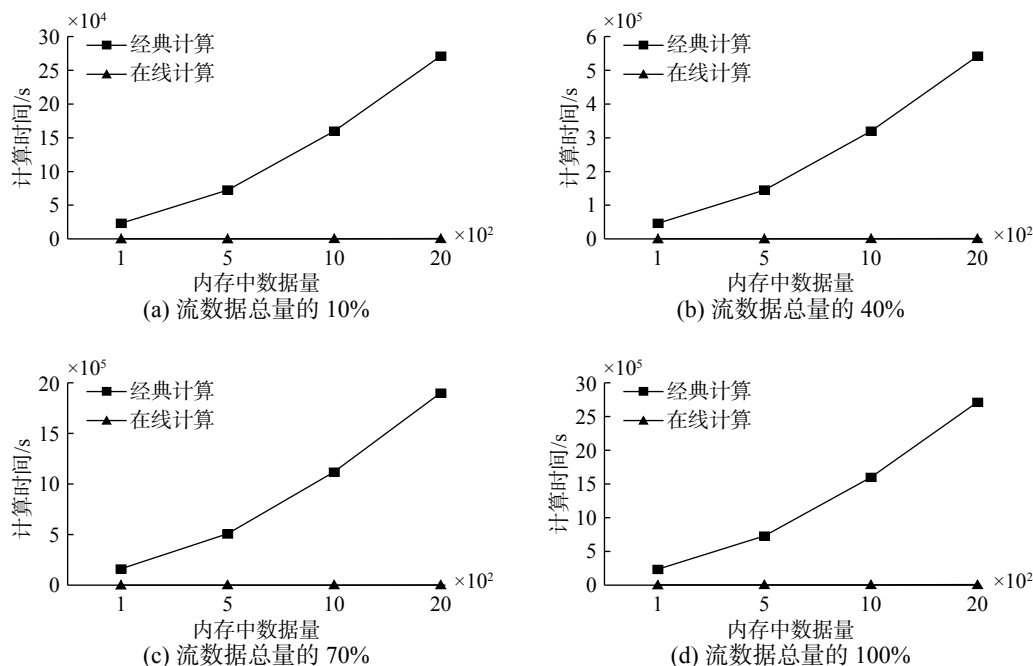 ×10⁴
30
25
20
15
10
5
0
计算时间/s
经典计算
在线计算
1 5 10 20 ×10²
内存中数据量
(a) 流数据总量的 10%
×10⁵
6
5
4
3
2
1
0
计算时间/s
经典计算
在线计算
1 5 10 20 ×10²
内存中数据量
(b) 流数据总量的 40%
×10⁵
20
15
10
5
0
计算时间/s
经典计算
在线计算
1 5 10 20 ×10²
内存中数据量
(c) 流数据总量的 70%
×10⁵
30
25
20
15
10
5
0
计算时间/s
经典计算
在线计算
1 5 10 20 ×10²
内存中数据量
(d) 流数据总量的 100%